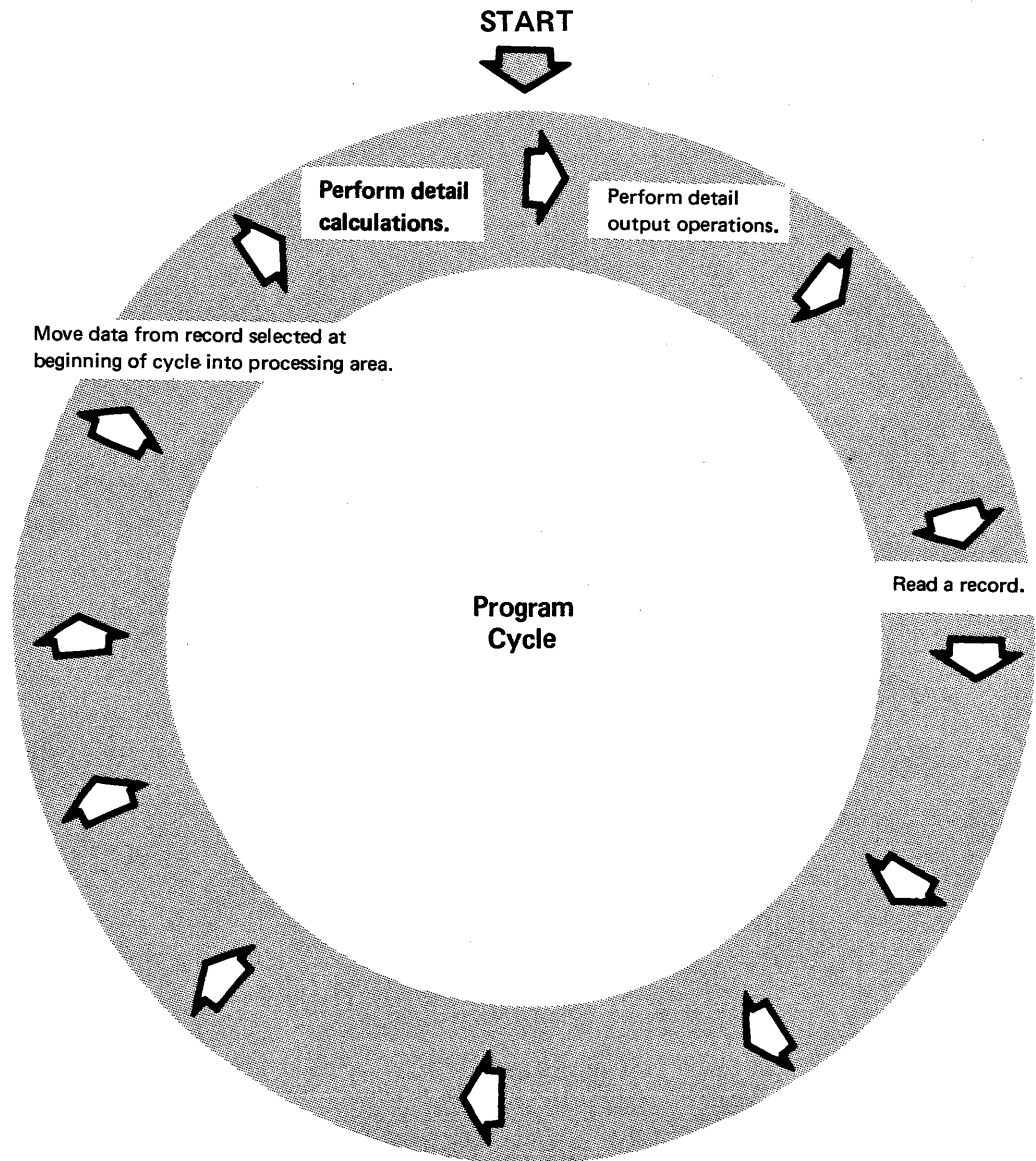 START
Perform detail
calculations.
Perform detail
output operations.
Move data from record selected at
beginning of cycle into processing area.
Read a record.
Program
Cycle